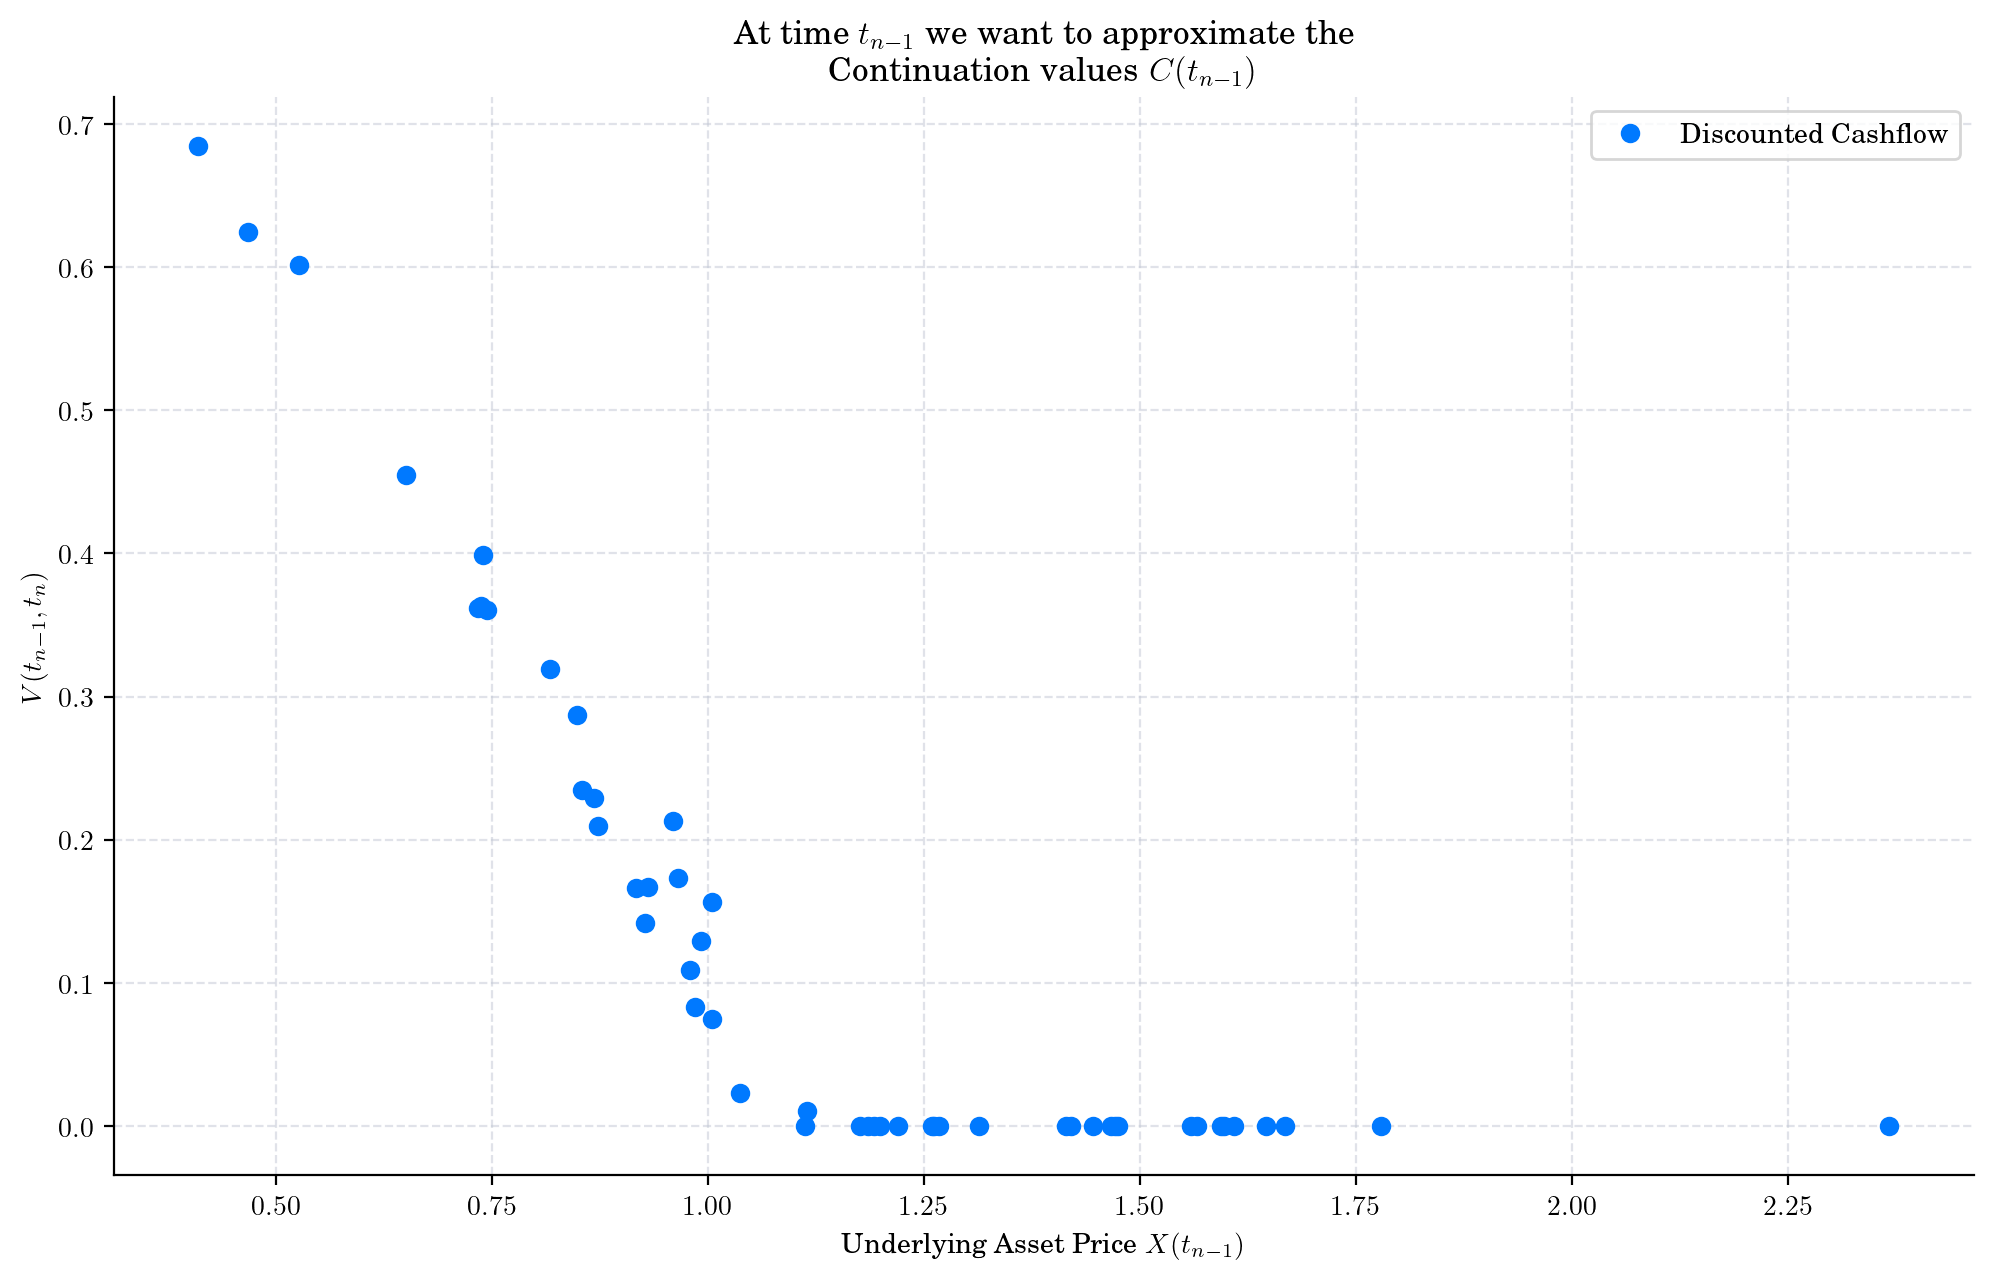 At time $t_{n-1}$ we want to approximate the
Continuation values $C(t_{n-1})$
Discounted Cashflow
0.7
0.6
0.5
0.4
0.3
0.2
0.1
0.0
$V(t_{n-1}, t_n)$
0.50 0.75 1.00 1.25 1.50 1.75 2.00 2.25
Underlying Asset Price $X(t_{n-1})$